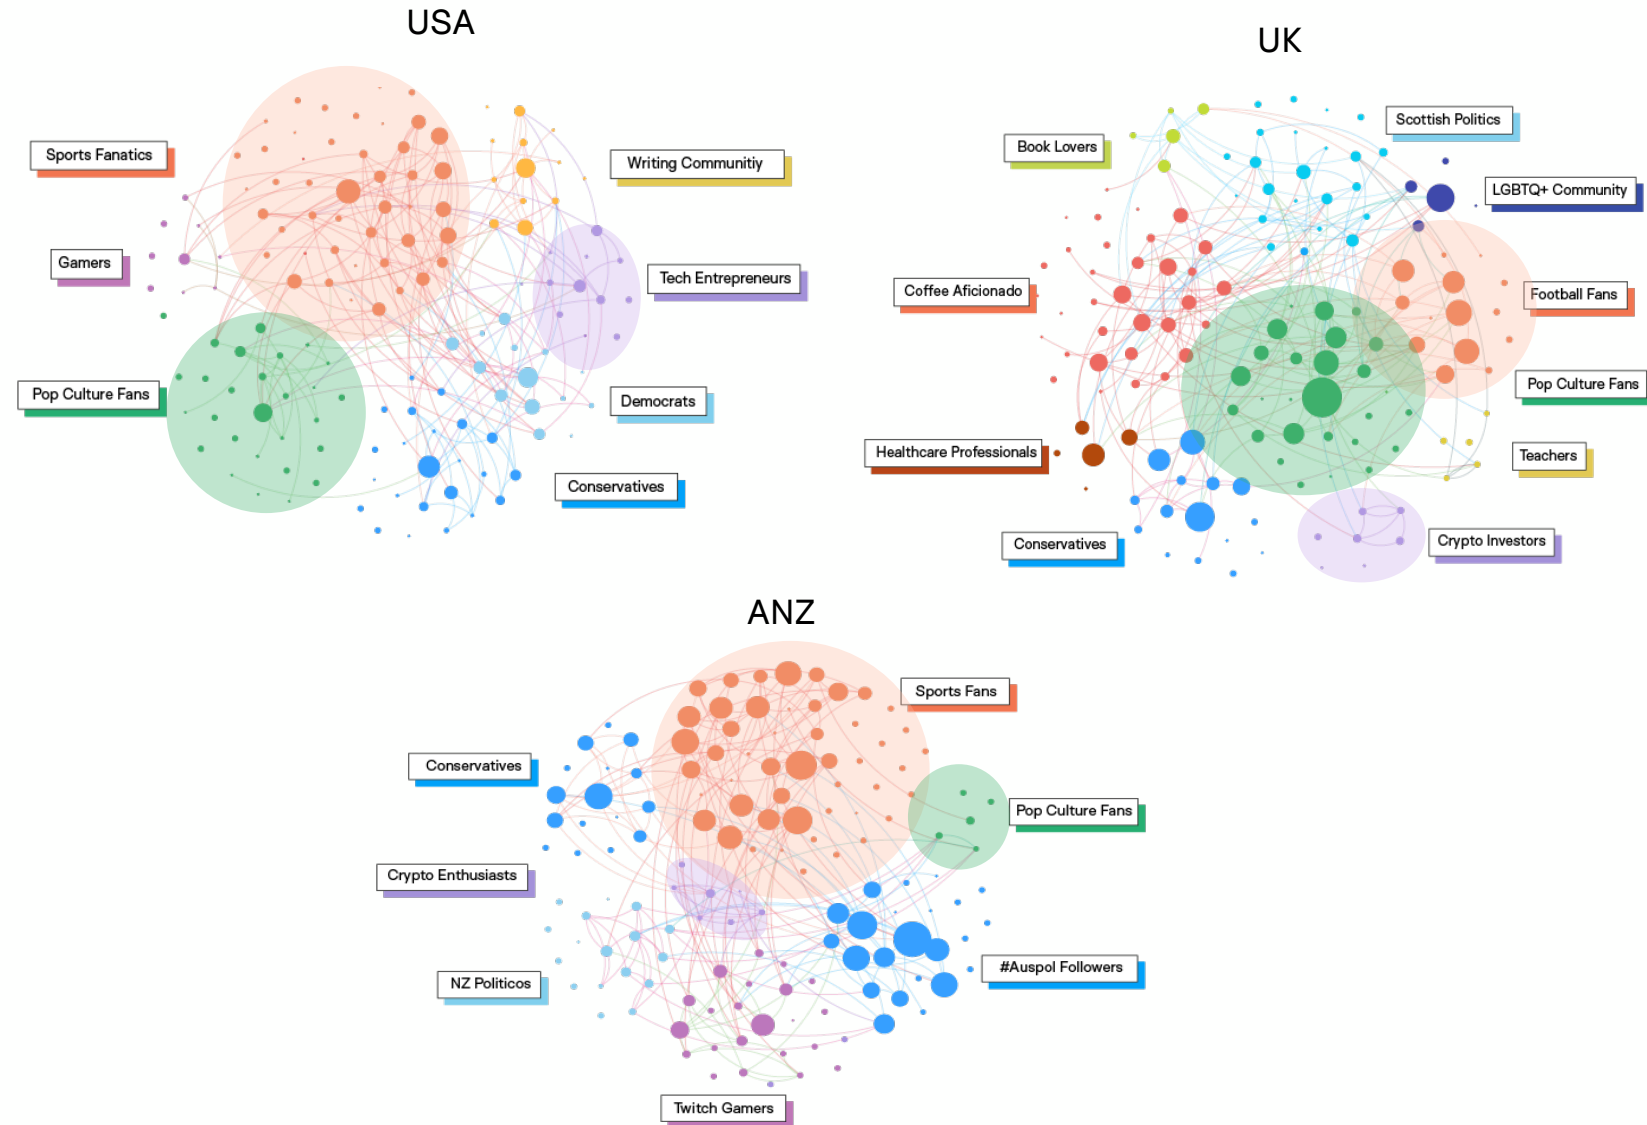 USA
Sports Fanatics
Writing Communitiy
Gamers
Tech Entrepreneurs
Pop Culture Fans
Democrats
Conservatives
UK
Scottish Politics
Book Lovers
LGBTQ+ Community
Coffee Aficionado
Football Fans
Pop Culture Fans
Healthcare Professionals
Teachers
Conservatives
Crypto Investors
ANZ
Sports Fans
Conservatives
Pop Culture Fans
Crypto Enthusiasts
#Auspol Followers
NZ Politicos
Twitch Gamers